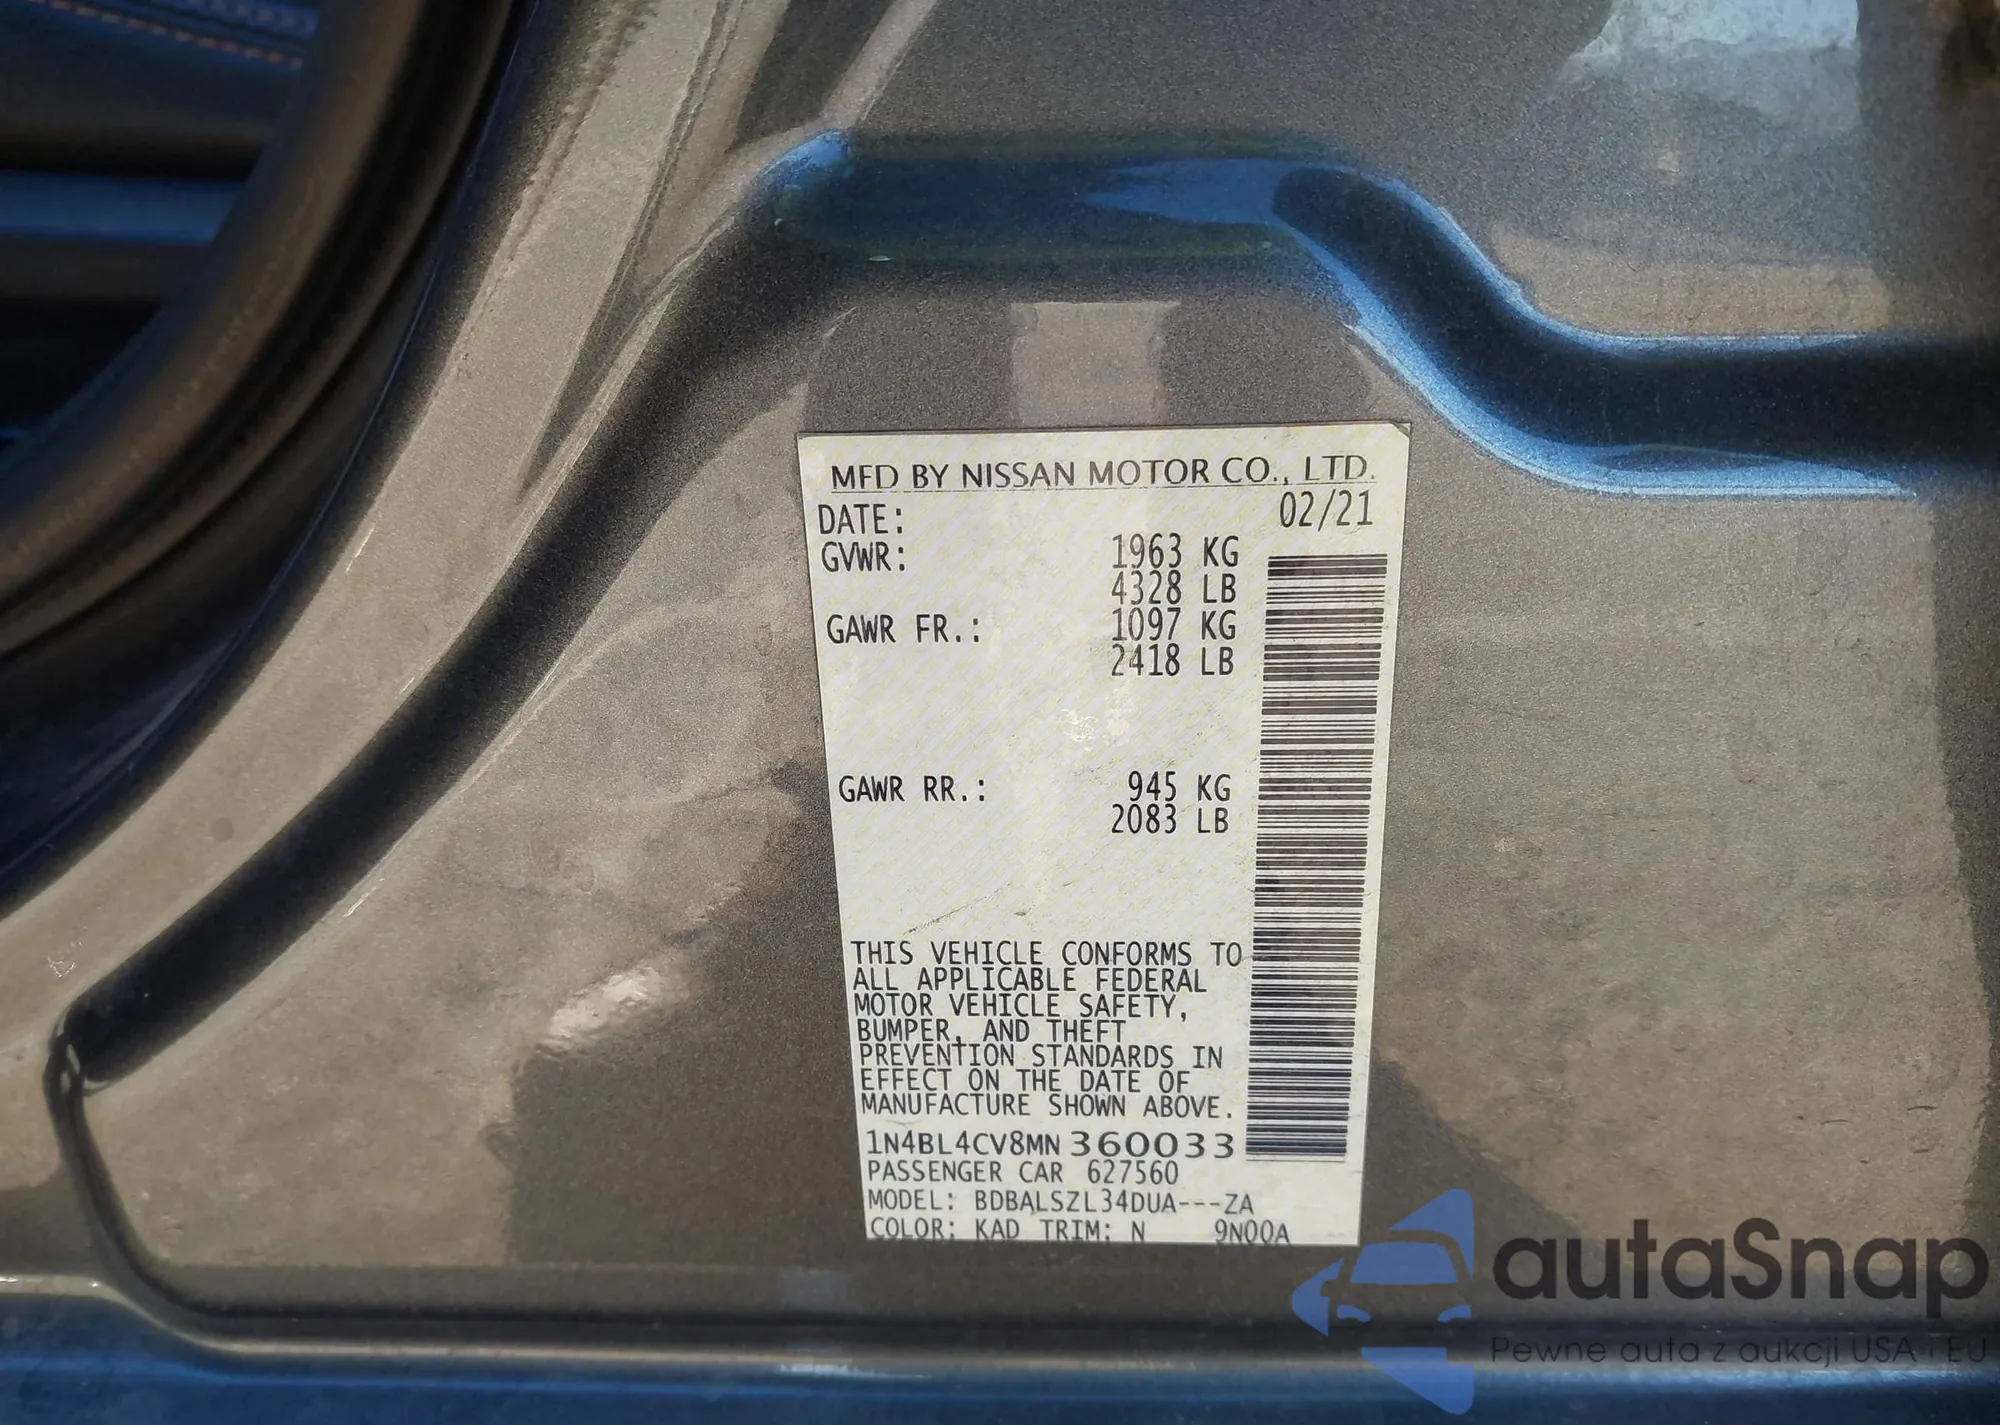 MFD BY NISSAN MOTOR CO., LTD.
DATE: 02/21
GVWR: 1963 KG
4328 LB
GAWR FR.: 1097 KG
2418 LB
GAWR RR.: 945 KG
2083 LB
THIS VEHICLE CONFORMS TO
ALL APPLICABLE FEDERAL
MOTOR VEHICLE SAFETY,
BUMPER, AND THEFT
PREVENTION STANDARDS IN
EFFECT ON THE DATE OF
MANUFACTURE SHOWN ABOVE.
1N4BL4CV8MN360033
PASSENGER CAR 627560
MODEL: BDBALSZL34DUA---ZA
COLOR: KAD TRIM: N 9N00A
autaSnap
Pewne auta z aukcji USA i EU